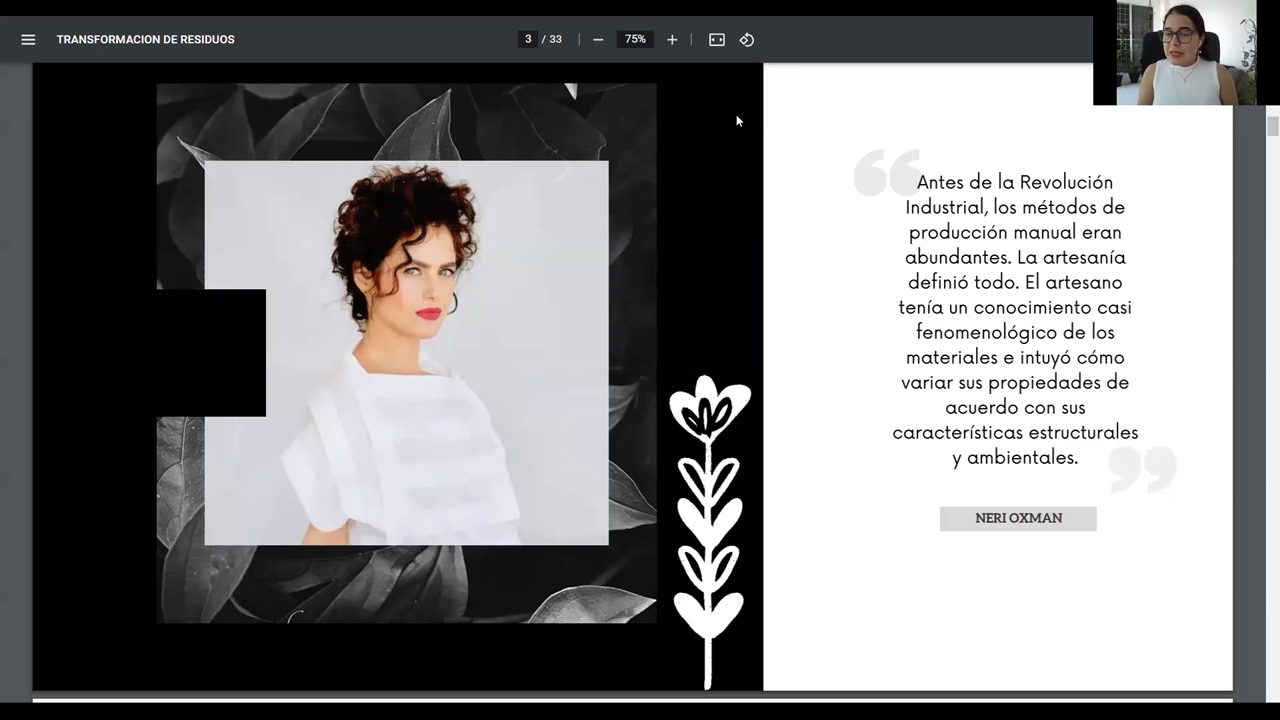 TRANSFORMACION DE RESIDUOS
3 / 33
75%
“
Antes de la Revolución
Industrial, los métodos de
producción manual eran
abundantes. La artesanía
definió todo. El artesano
tenía un conocimiento casi
fenomenológico de los
materiales e intuyó cómo
variar sus propiedades de
acuerdo con sus
características estructurales
y ambientales.
”
NERI OXMAN